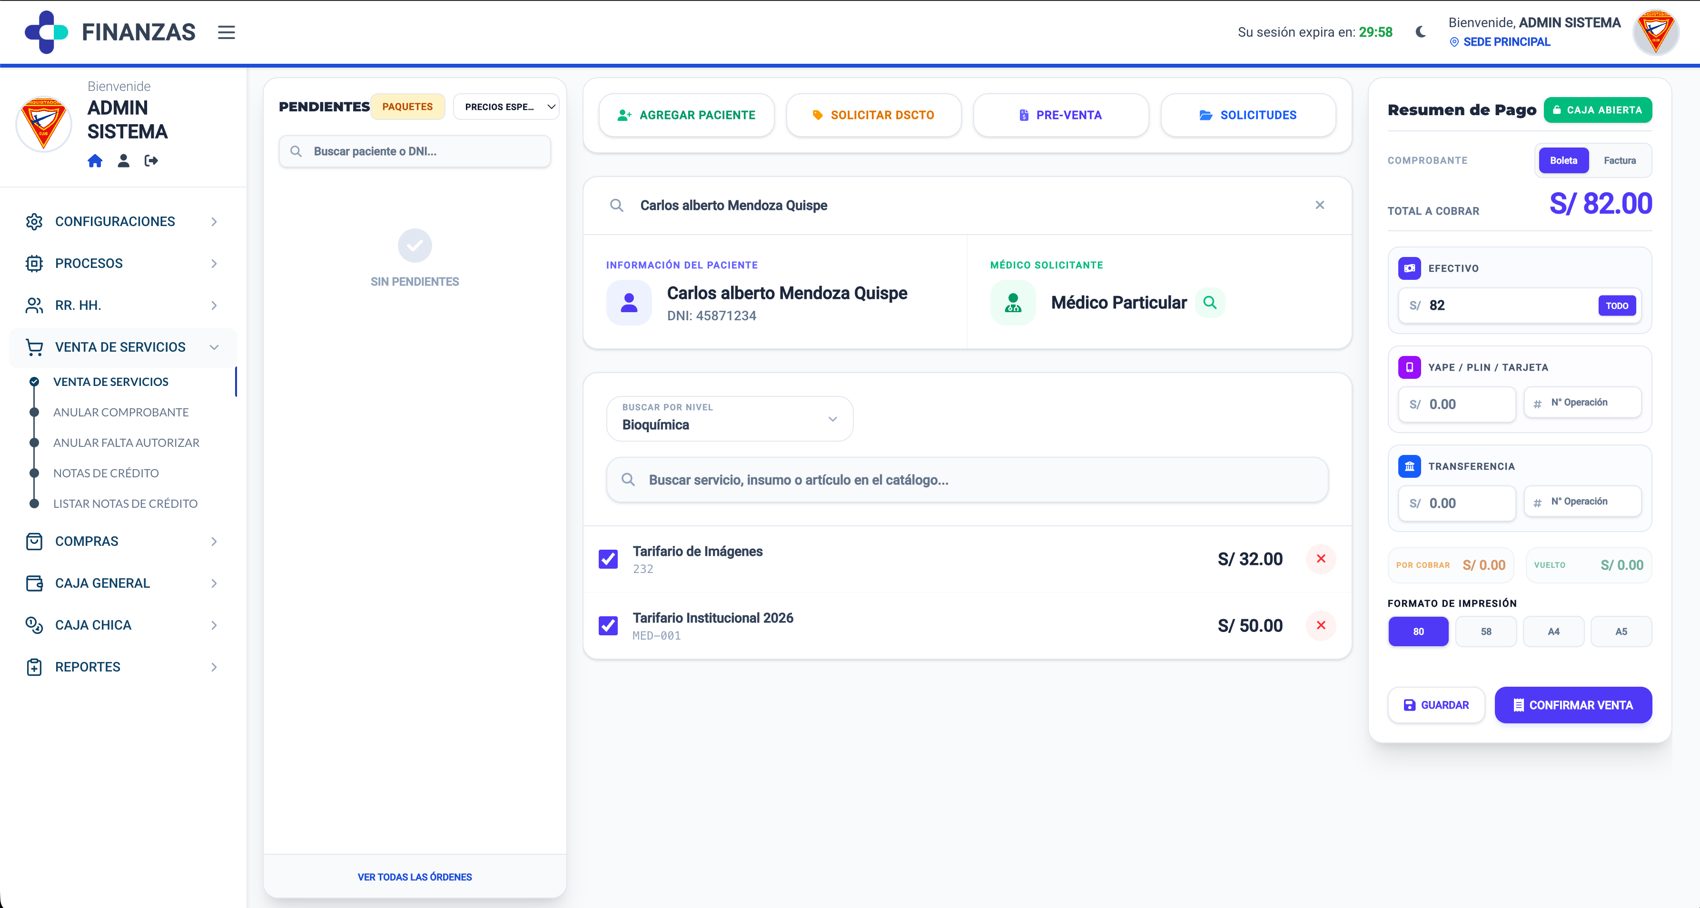 FINANZAS
Su sesión expira en: 29:58
Bienvenide, ADMIN SISTEMA
SEDE PRINCIPAL
Bienvenide
ADMIN
SISTEMA
CONFIGURACIONES
PROCESOS
RR. HH.
VENTA DE SERVICIOS
VENTA DE SERVICIOS
ANULAR COMPROBANTE
ANULAR FALTA AUTORIZAR
NOTAS DE CRÉDITO
LISTAR NOTAS DE CRÉDITO
COMPRAS
CAJA GENERAL
CAJA CHICA
REPORTES
PENDIENTES
PAQUETES
PRECIOS ESPE...
Buscar paciente o DNI...
SIN PENDIENTES
VER TODAS LAS ÓRDENES
AGREGAR PACIENTE
SOLICITAR DSCTO
PRE-VENTA
SOLICITUDES
Carlos alberto Mendoza Quispe
INFORMACIÓN DEL PACIENTE
Carlos alberto Mendoza Quispe
DNI: 45871234
MÉDICO SOLICITANTE
Médico Particular
BUSCAR POR NIVEL
Bioquímica
Buscar servicio, insumo o artículo en el catálogo...
Tarifario de Imágenes
232
S/ 32.00
Tarifario Institucional 2026
MED-001
S/ 50.00
Resumen de Pago
CAJA ABIERTA
COMPROBANTE
Boleta
Factura
TOTAL A COBRAR
S/ 82.00
EFECTIVO
S/ 82
TODO
YAPE / PLIN / TARJETA
S/ 0.00
# N° Operación
TRANSFERENCIA
S/ 0.00
# N° Operación
POR COBRAR S/ 0.00
VUELTO S/ 0.00
FORMATO DE IMPRESIÓN
80
58
A4
A5
GUARDAR
CONFIRMAR VENTA